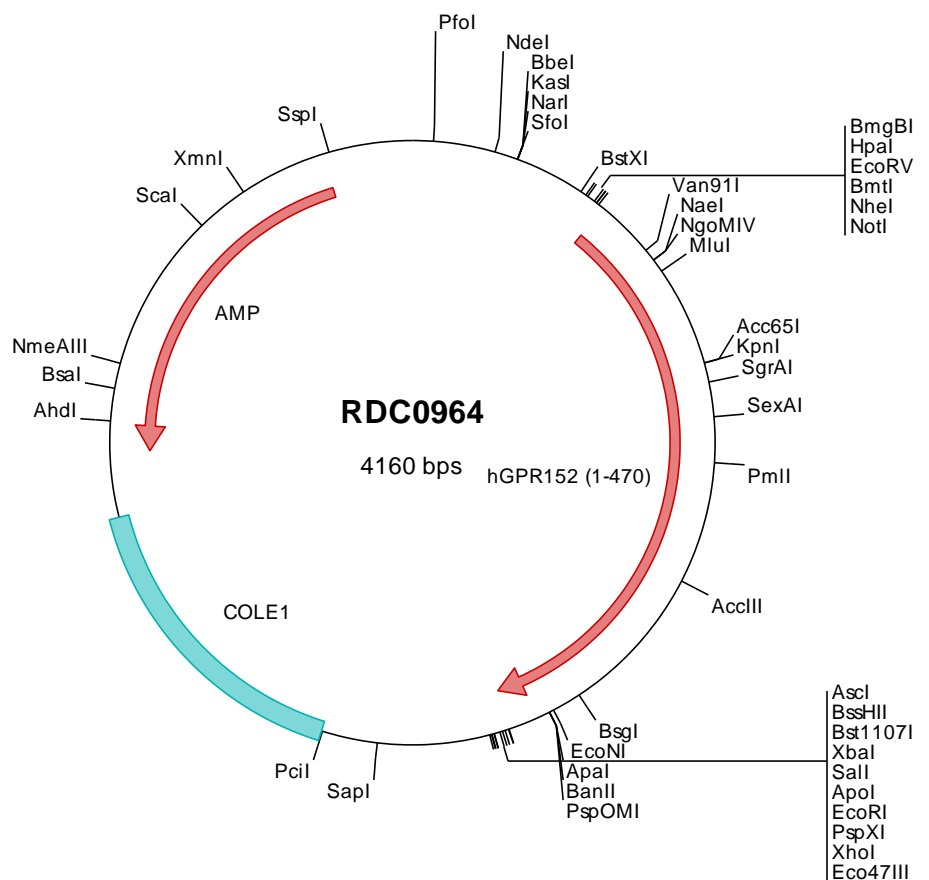 PfoI
NdeI
BbeI
KasI
NarI
SfoI
SspI
XmnI
ScaI
BstXI
BmgBI
HpaI
EcoRV
BmtI
NheI
NotI
Van91I
NaeI
NgoMIV
MluI
AMP
NmeAIII
BsaI
AhdI
Acc65I
KpnI
SgrAI
SexAI
RDC0964
4160 bps
hGPR152 (1-470)
PmlI
COLE1
AccIII
BsgI
EcoNI
ApaI
BanII
PspOMI
PciI
SapI
AscI
BssHII
Bst1107I
XbaI
SalI
ApoI
EcoRI
PspXI
XhoI
Eco47III